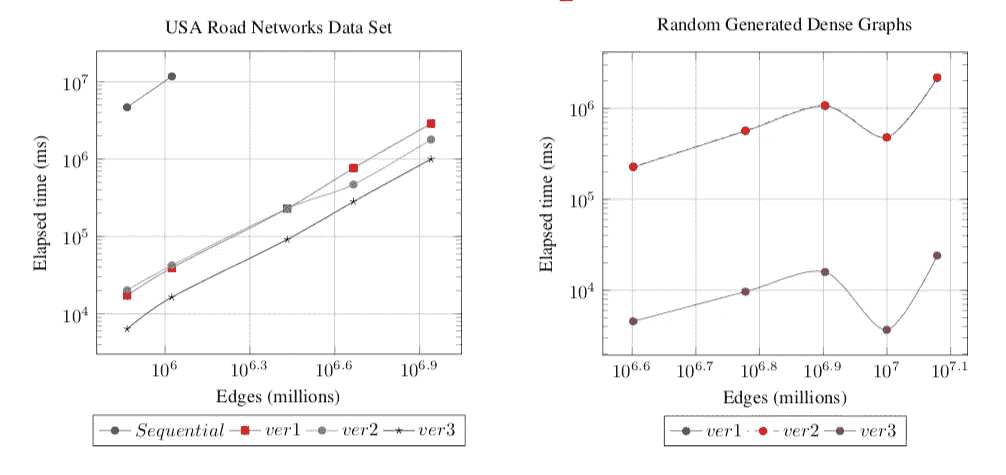 USA Road Networks Data Set
Elapsed time (ms)
10^7
10^6
10^5
10^4
10^6
10^6.3
10^6.6
10^6.9
Edges (millions)
Sequential ver1 ver2 ver3
Random Generated Dense Graphs
Elapsed time (ms)
10^6
10^5
10^4
10^6.6
10^6.7
10^6.8
10^6.9
10^7
10^7.1
Edges (millions)
ver1 ver2 ver3